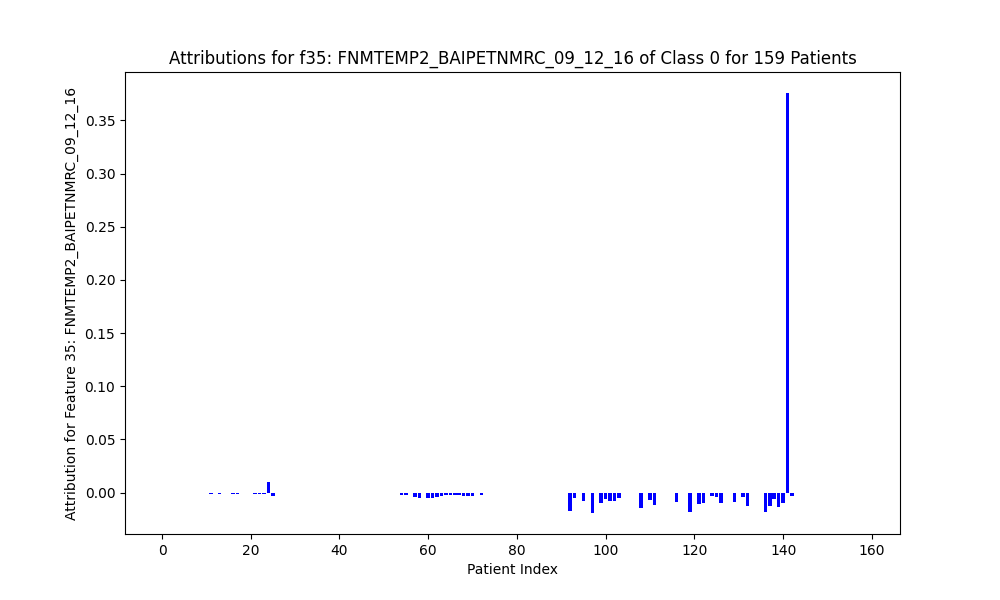 Attributions for f35: FNMTEMP2_BAIPETNMRC_09_12_16 of Class 0 for 159 Patients
Attribution for Feature 35: FNMTEMP2_BAIPETNMRC_09_12_16
0.35
0.30
0.25
0.20
0.15
0.10
0.05
0.00
0 20 40 60 80 100 120 140 160
Patient Index